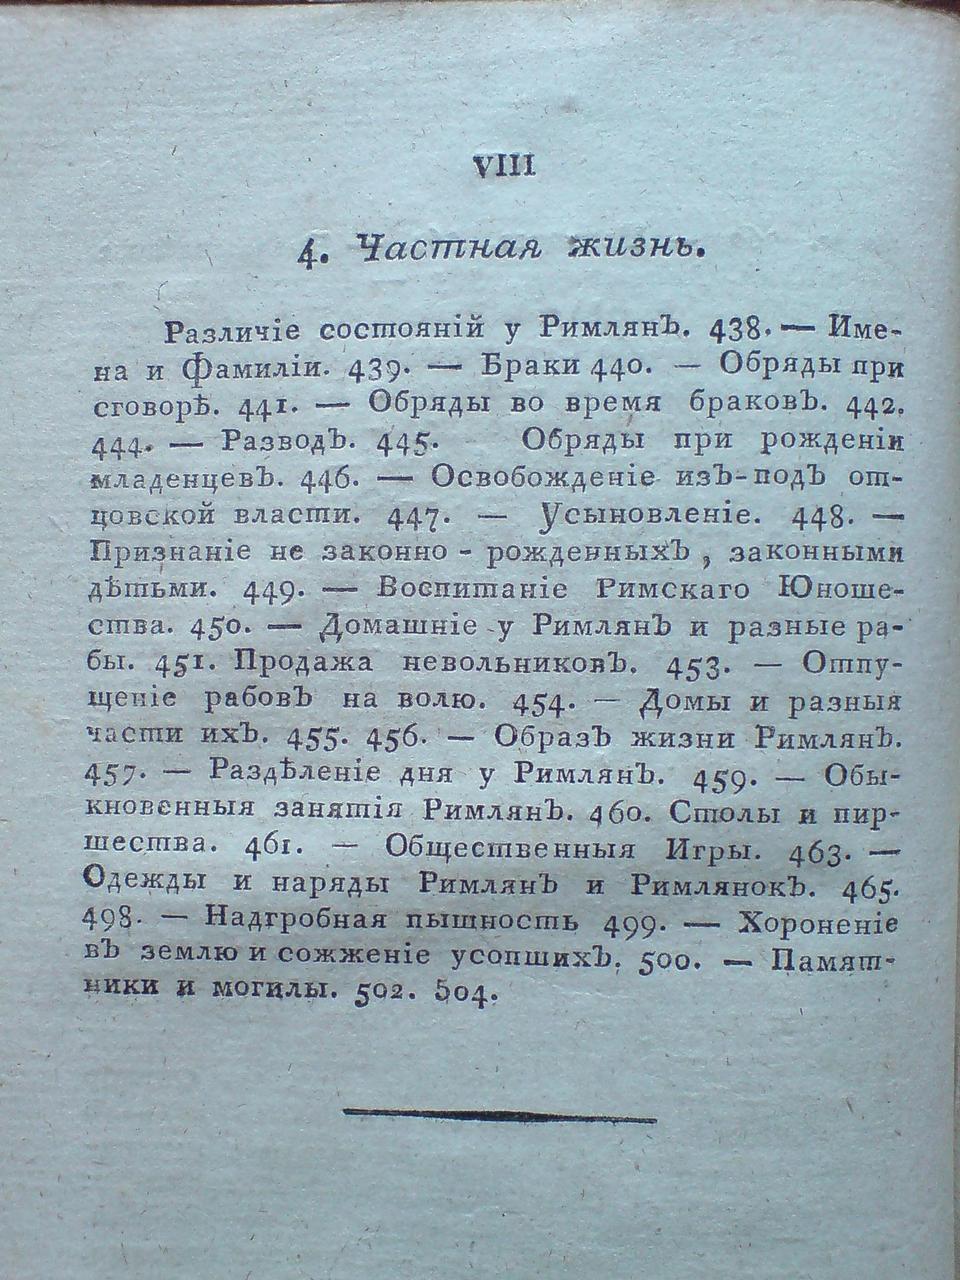 VIII
4. Частная жизнь.
Различіе состояній у Римлянъ. 438. — Име-
на и Фамиліи. 439. — Браки 440. — Обряды при
сговорѣ. 441. — Обряды во время браковъ. 442.
444. — Разводъ. 445. Обряды при рожденіи
младенцевъ. 446. — Освобожденіе изъ-подъ от-
цовской власти. 447. — Усыновленіе. 448. —
Признаніе не законно - рожденныхъ , законными
дѣтьми. 449. — Воспитаніе Римскаго Юноше-
ства. 450. — Домашніе у Римлянъ и разные ра-
бы. 451. Продажа невольниковъ. 453. — Отпу-
щеніе рабовъ на волю. 454. — Домы и разныя
части ихъ. 455. 456. — Образъ жизни Римлянъ.
457. — Раздѣленіе дня у Римлянъ. 459. — Обы-
кновенныя занятія Римлянъ. 460. Столы и пир-
шества. 461. — Общественныя Игры. 463. —
Одежды и наряды Римлянъ и Римлянокъ. 465.
498. — Надгробная пышность 499. — Хороненіе
въ землю и сожженіе усопшихъ. 500. — Памят-
ники и могилы. 502. 504.